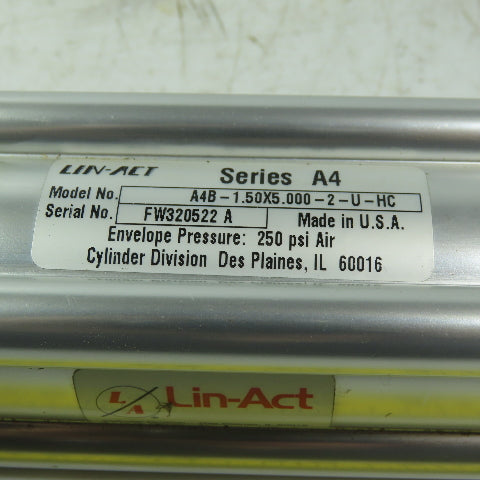 LIN-ACT Series A4
Model No. A4B-1.50X5.000-2-U-HC
Serial No. FW320522 A Made in U.S.A.
Envelope Pressure: 250 psi Air
Cylinder Division Des Plaines, IL 60016
L/A Lin-Act